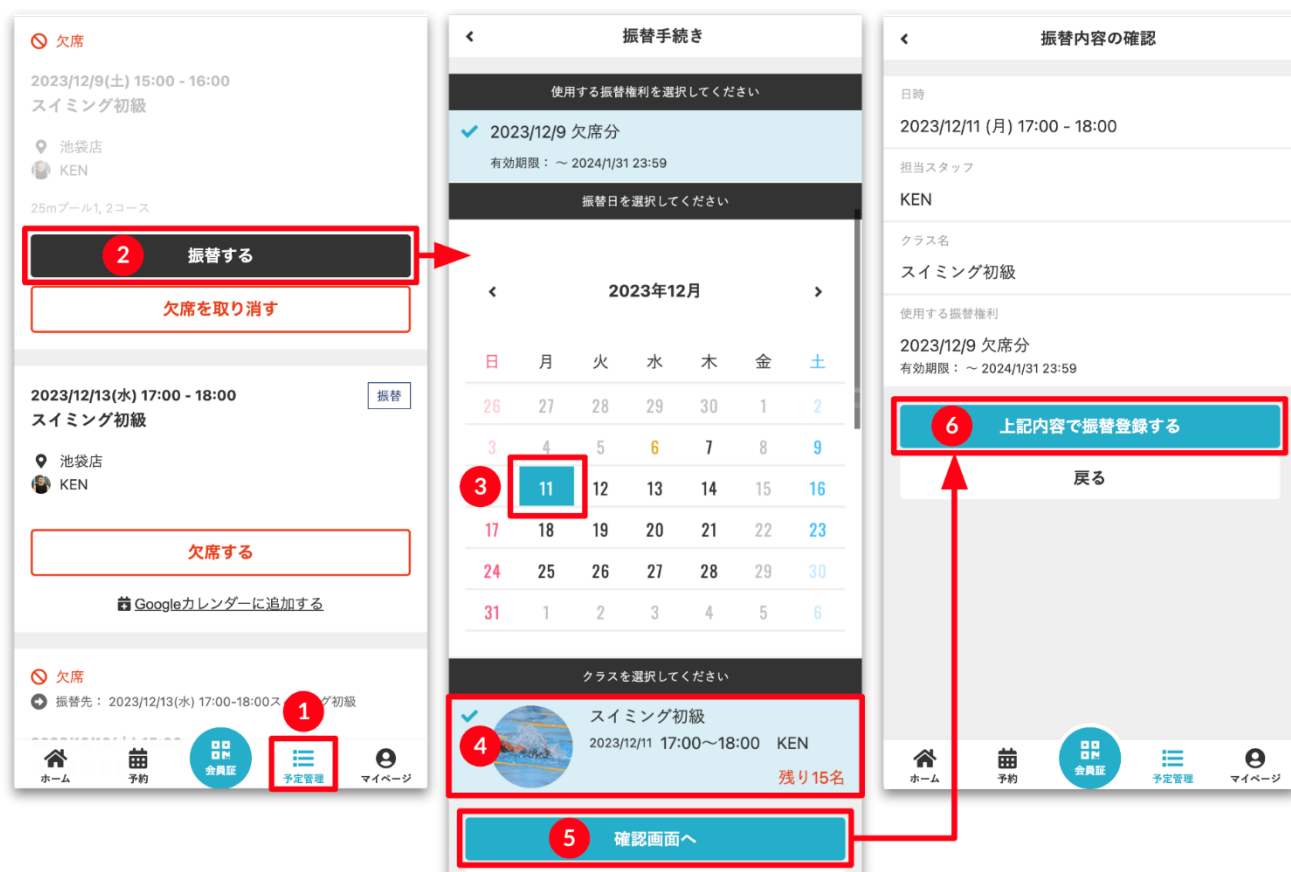 欠席
2023/12/9(土) 15:00 - 16:00
スイミング初級
池袋店
KEN
25mプール1, 2コース
2
振替する
欠席を取り消す
2023/12/13(水) 17:00 - 18:00
振替
スイミング初級
池袋店
KEN
欠席する
Googleカレンダーに追加する
欠席
振替先： 2023/12/13(水) 17:00-18:00ス
グ初級
1
ホーム
予約
会員証
予定管理
マイページ
振替手続き
使用する振替権利を選択してください
2023/12/9 欠席分
有効期限： ～ 2024/1/31 23:59
振替日を選択してください
2023年12月
日 月 火 水 木 金 土
26 27 28 29 30 1 2
3 4 5 6 7 8 9
3
11 12 13 14 15 16
17 18 19 20 21 22 23
24 25 26 27 28 29 30
31 1 2 3 4 5 6
クラスを選択してください
4
スイミング初級
2023/12/11 17:00～18:00 KEN
残り15名
5
確認画面へ
振替内容の確認
日時
2023/12/11 (月) 17:00 - 18:00
担当スタッフ
KEN
クラス名
スイミング初級
使用する振替権利
2023/12/9 欠席分
有効期限： ～ 2024/1/31 23:59
6
上記内容で振替登録する
戻る
ホーム
予約
会員証
予定管理
マイページ